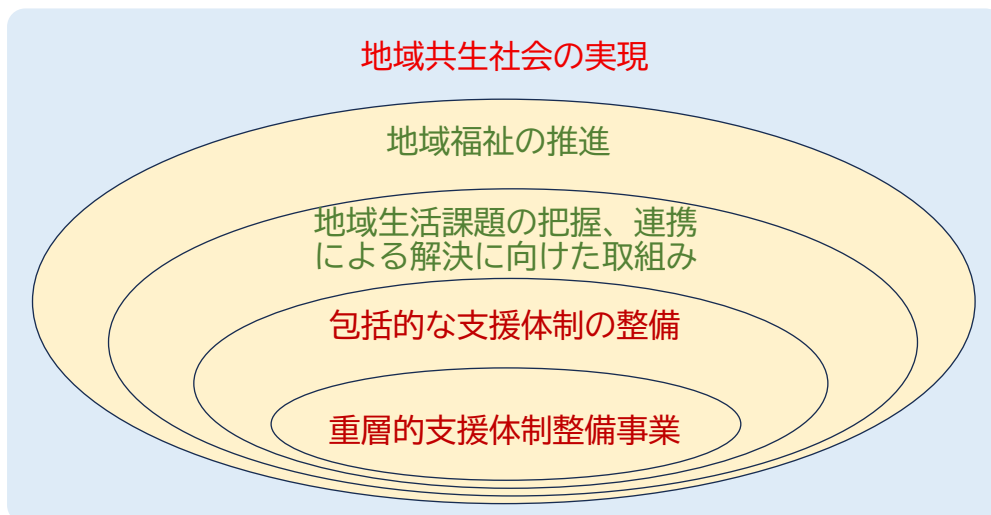 地域共生社会の実現
地域福祉の推進
地域生活課題の把握、連携
による解決に向けた取組み
包括的な支援体制の整備
重層的支援体制整備事業